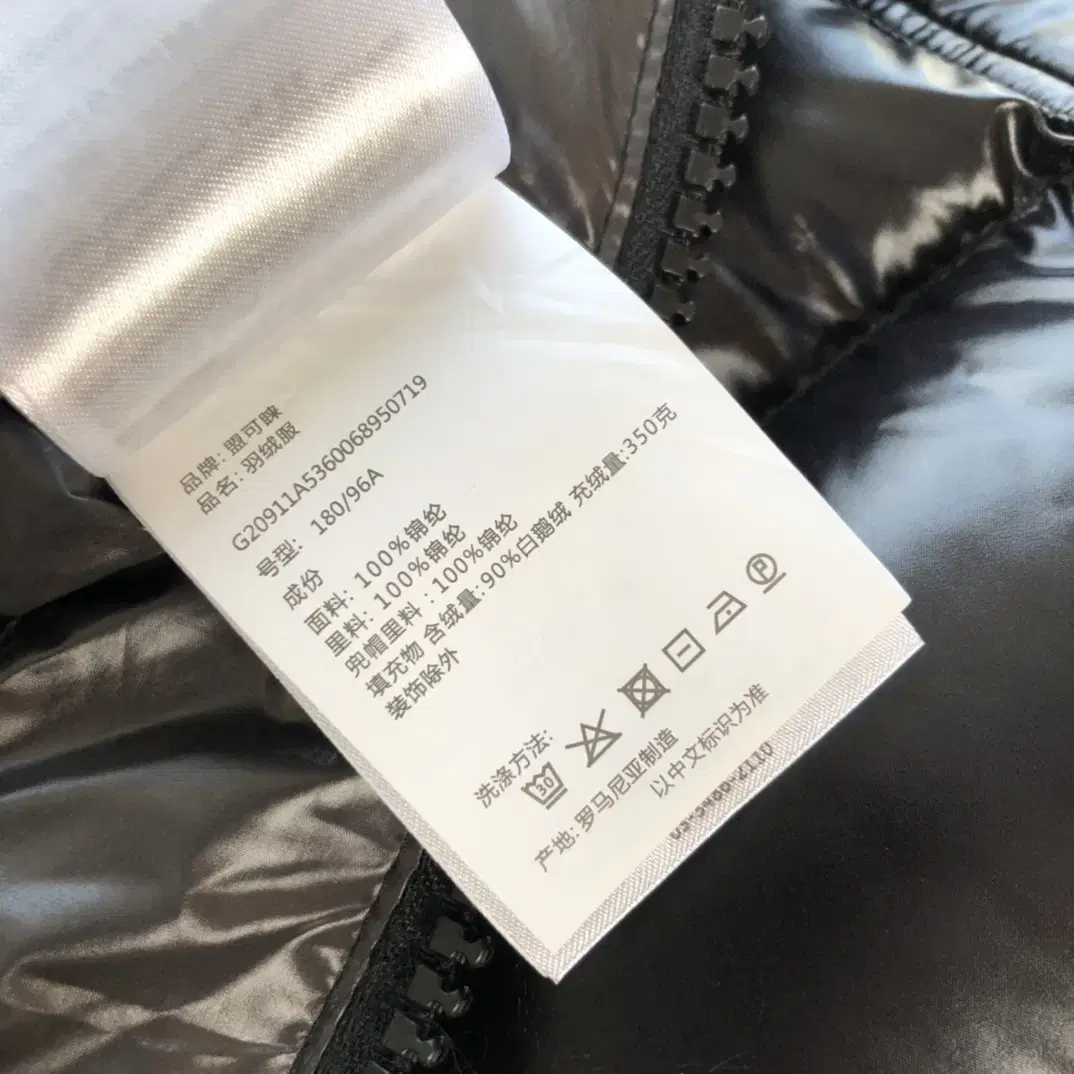 品牌: 盟可睐
品名: 羽绒服
G20911A5360068950719
号型: 180/96A
成份
面料: 100%锦纶
里料: 100%锦纶
兜帽里料: 100%锦纶
填充物 含绒量:90%白鹅绒 充绒量:350克
装饰除外
洗涤方法:
30
P
产地: 罗马尼亚制造
以中文标识为准